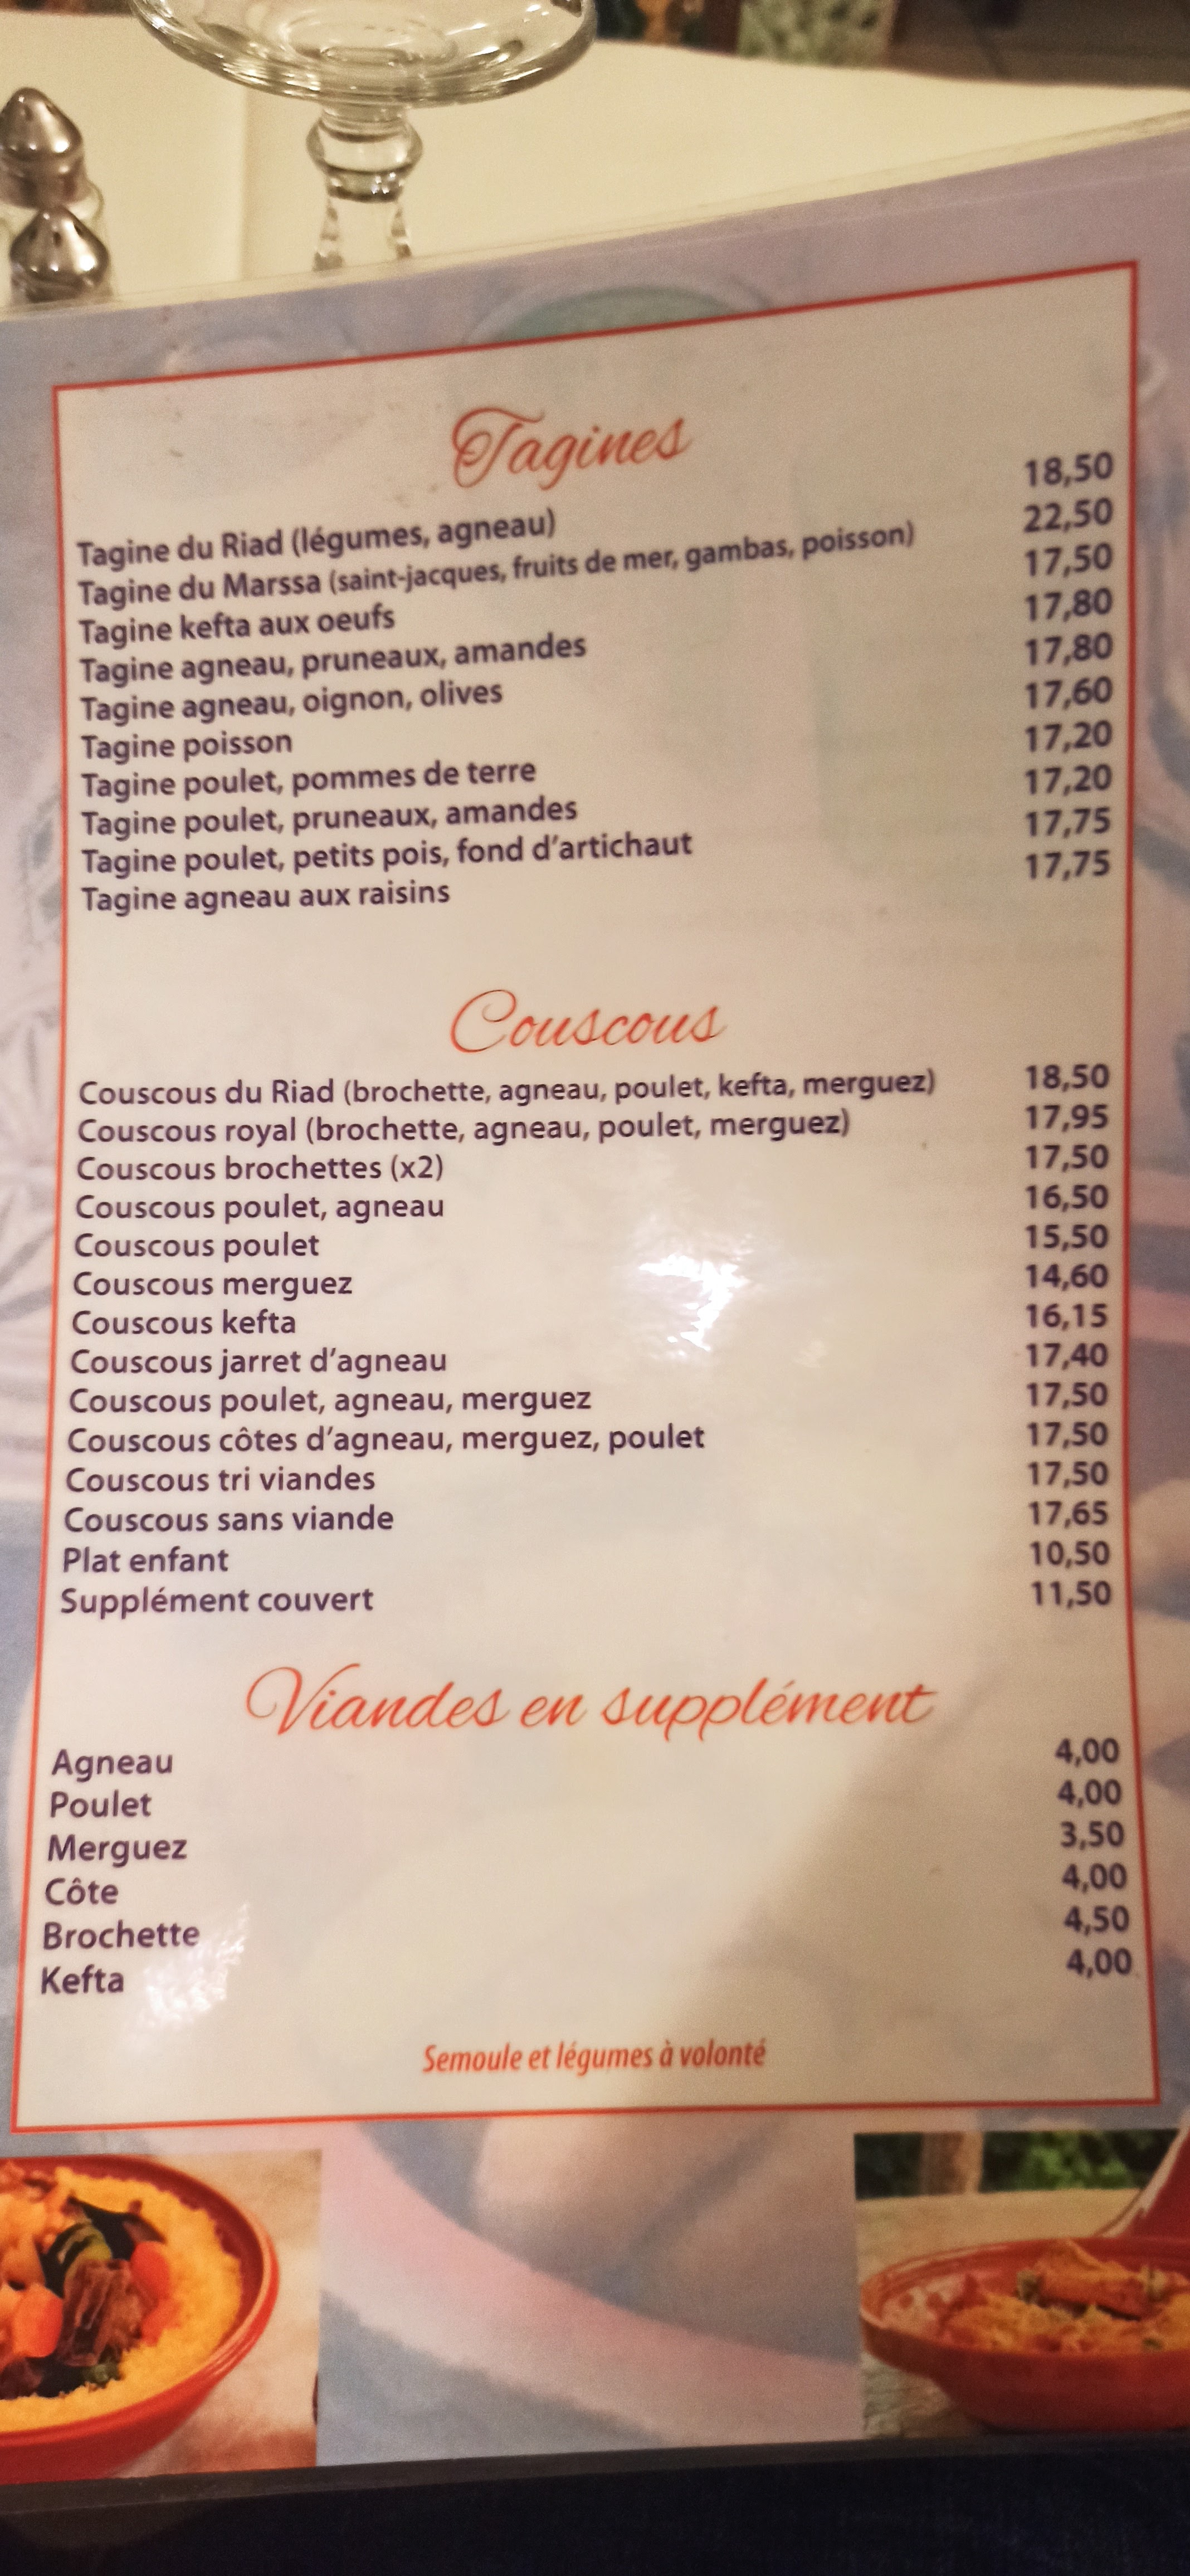 Tagines
Tagine du Riad (légumes, agneau) 18,50
Tagine du Marssa (saint-jacques, fruits de mer, gambas, poisson) 22,50
Tagine kefta aux oeufs 17,50
Tagine agneau, pruneaux, amandes 17,80
Tagine agneau, oignon, olives 17,80
Tagine poisson 17,60
Tagine poulet, pommes de terre 17,20
Tagine poulet, pruneaux, amandes 17,20
Tagine poulet, petits pois, fond d'artichaut 17,75
Tagine agneau aux raisins 17,75
Couscous
Couscous du Riad (brochette, agneau, poulet, kefta, merguez) 18,50
Couscous royal (brochette, agneau, poulet, merguez) 17,95
Couscous brochettes (x2) 17,50
Couscous poulet, agneau 16,50
Couscous poulet 15,50
Couscous merguez 14,60
Couscous kefta 16,15
Couscous jarret d'agneau 17,40
Couscous poulet, agneau, merguez 17,50
Couscous côtes d'agneau, merguez, poulet 17,50
Couscous tri viandes 17,50
Couscous sans viande 17,65
Plat enfant 10,50
Supplément couvert 11,50
Viandes en supplément
Agneau 4,00
Poulet 4,00
Merguez 3,50
Côte 4,00
Brochette 4,50
Kefta 4,00
Semoule et légumes à volonté